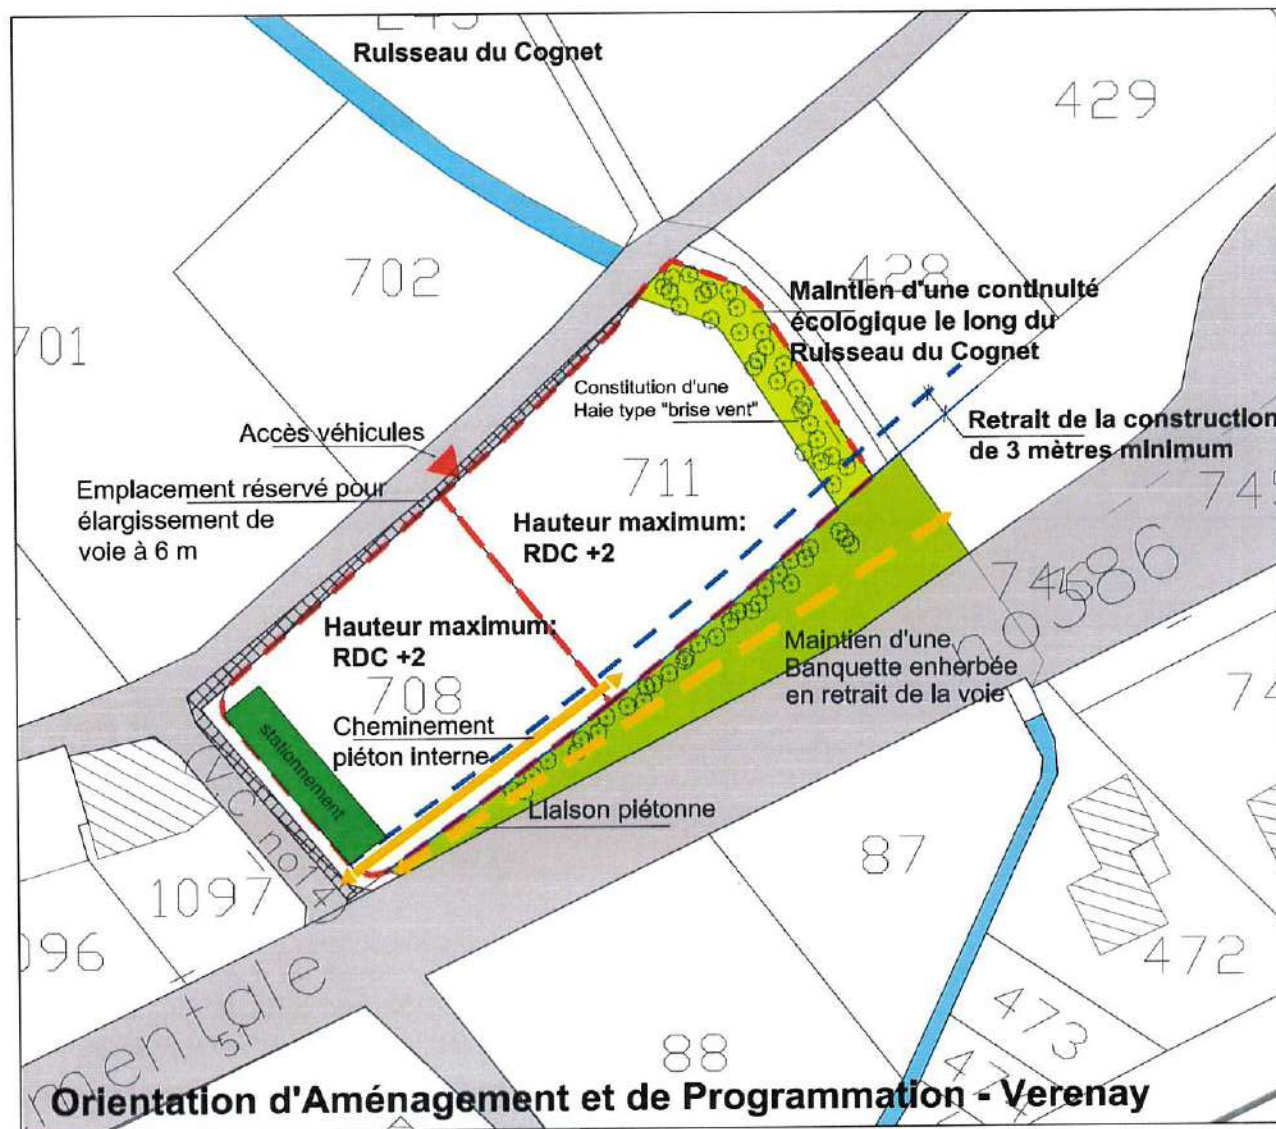 Ruisseau du Cognet
429
702
428
701
Maintien d'une continuité
écologique le long du
Ruisseau du Cognet
Constitution d'une
Haie type "brise vent"
Retrait de la construction
de 3 mètres minimum
Accès véhicules
Emplacement réservé pour
élargissement de
voie à 6 m
711
Hauteur maximum:
RDC +2
746
no386
Hauteur maximum:
RDC +2
708
Maintien d'une
Banquette enherbée
en retrait de la voie
Cheminement
piéton interne
stationnement
Liaison piétonne
87
1097
472
473
88
mentale
51
Orientation d'Aménagement et de Programmation - Verenay